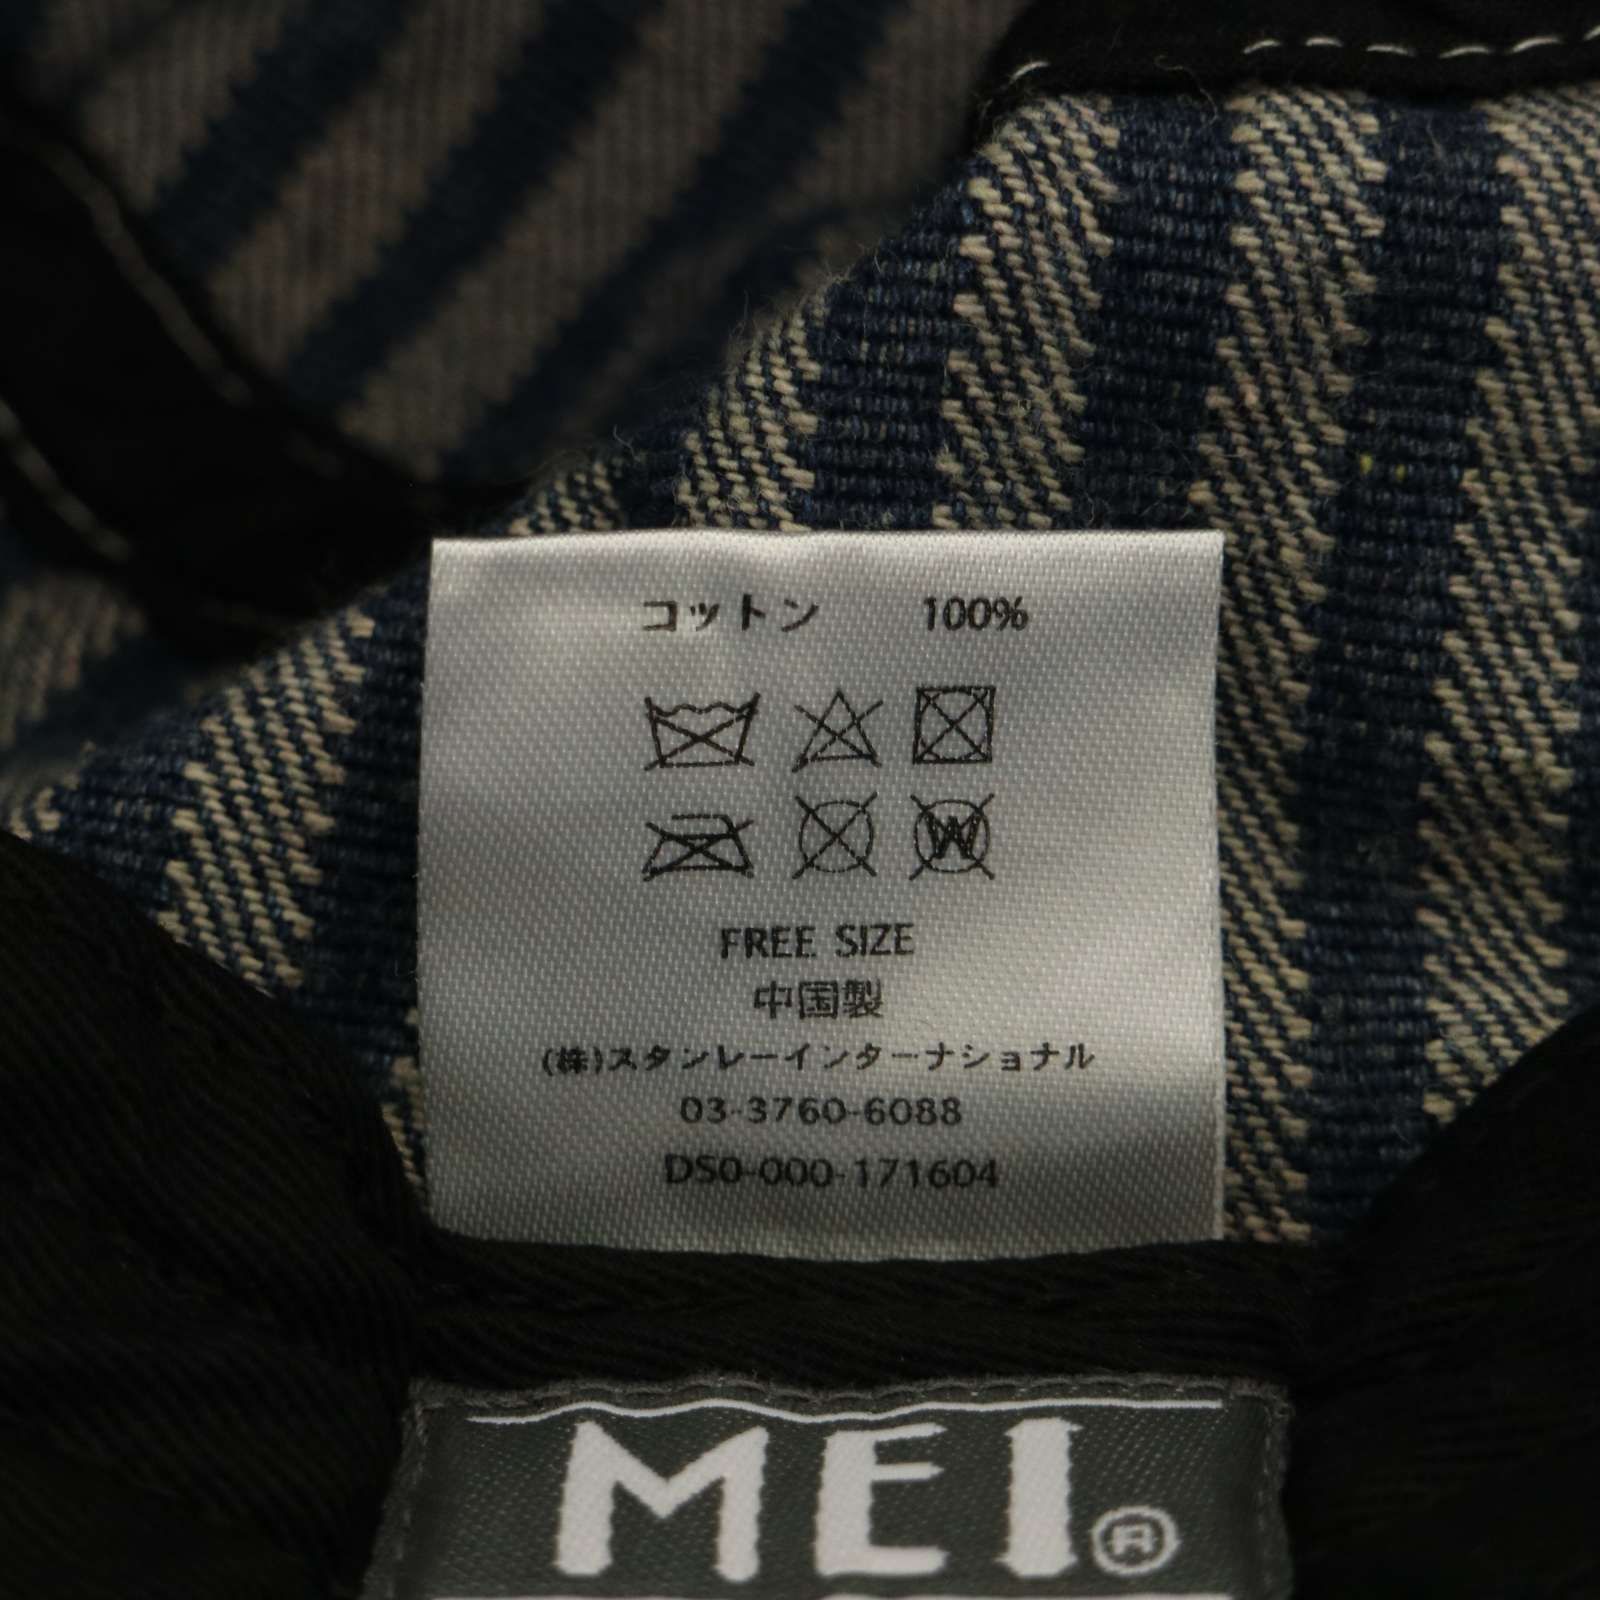 コットン 100%
W
FREE SIZE
中国製
(株)スタンレーインターナショナル
03-3760-6088
DS0-000-171604
MEI®